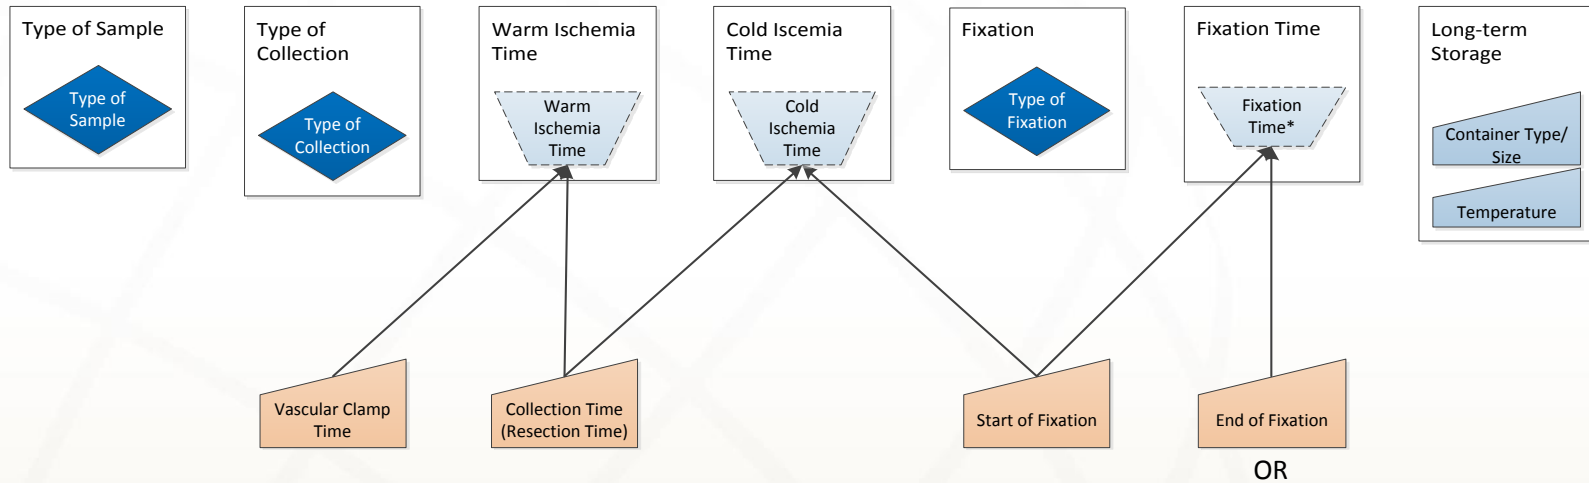 Type of Sample
Type of
Sample
Type of
Collection
Type of
Collection
Warm Ischemia
Time
Warm
Ischemia
Time
Cold Iscemia
Time
Cold
Ischemia
Time
Fixation
Type of
Fixation
Fixation Time
Fixation
Time*
Long-term
Storage
Container Type/
Size
Temperature
Vascular Clamp
Time
Collection Time
(Resection Time)
Start of Fixation
End of Fixation
OR